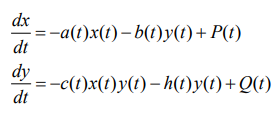 dx/dt = -a(t)x(t) - b(t)y(t) + P(t)
dy/dt = -c(t)x(t)y(t) - h(t)y(t) + Q(t)